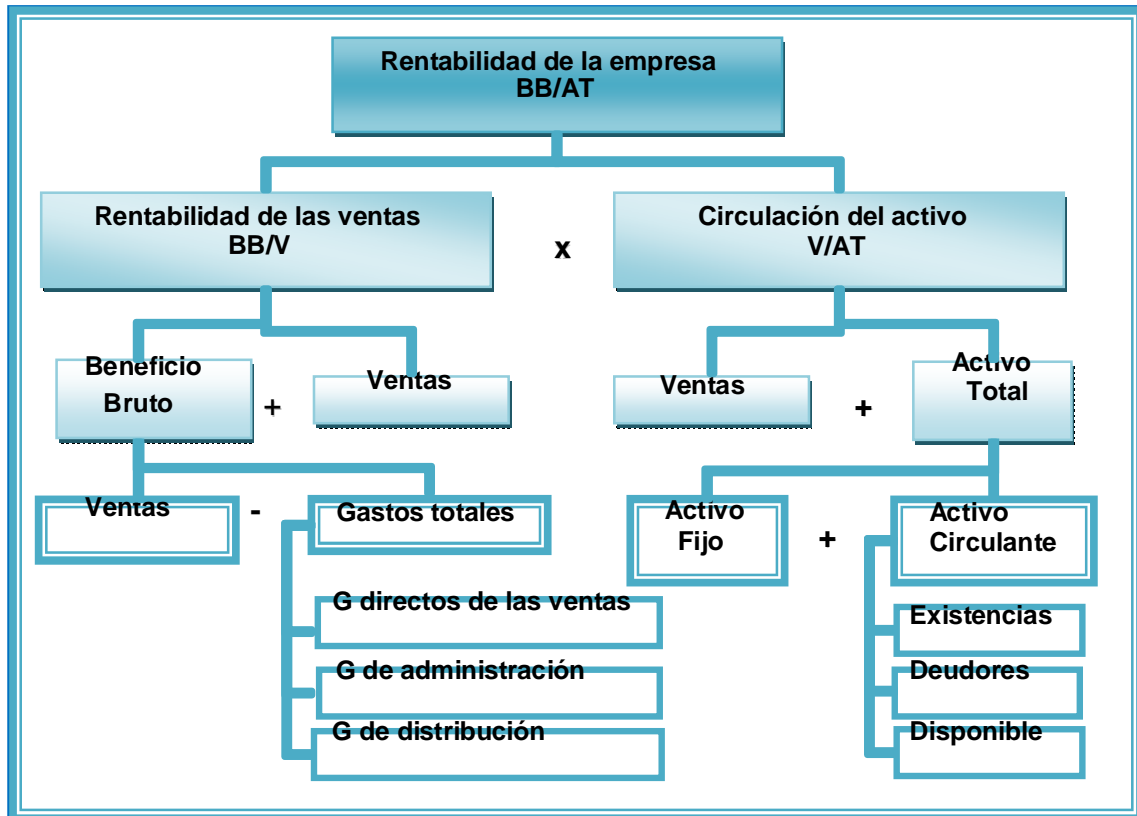 Rentabilidad de la empresa
BB/AT
Rentabilidad de las ventas
BB/V
x
Circulación del activo
V/AT
Beneficio
Bruto
+
Ventas
Ventas
+
Activo
Total
Ventas
-
Gastos totales
Activo
Fijo
+
Activo
Circulante
G directos de las ventas
G de administración
G de distribución
Existencias
Deudores
Disponible